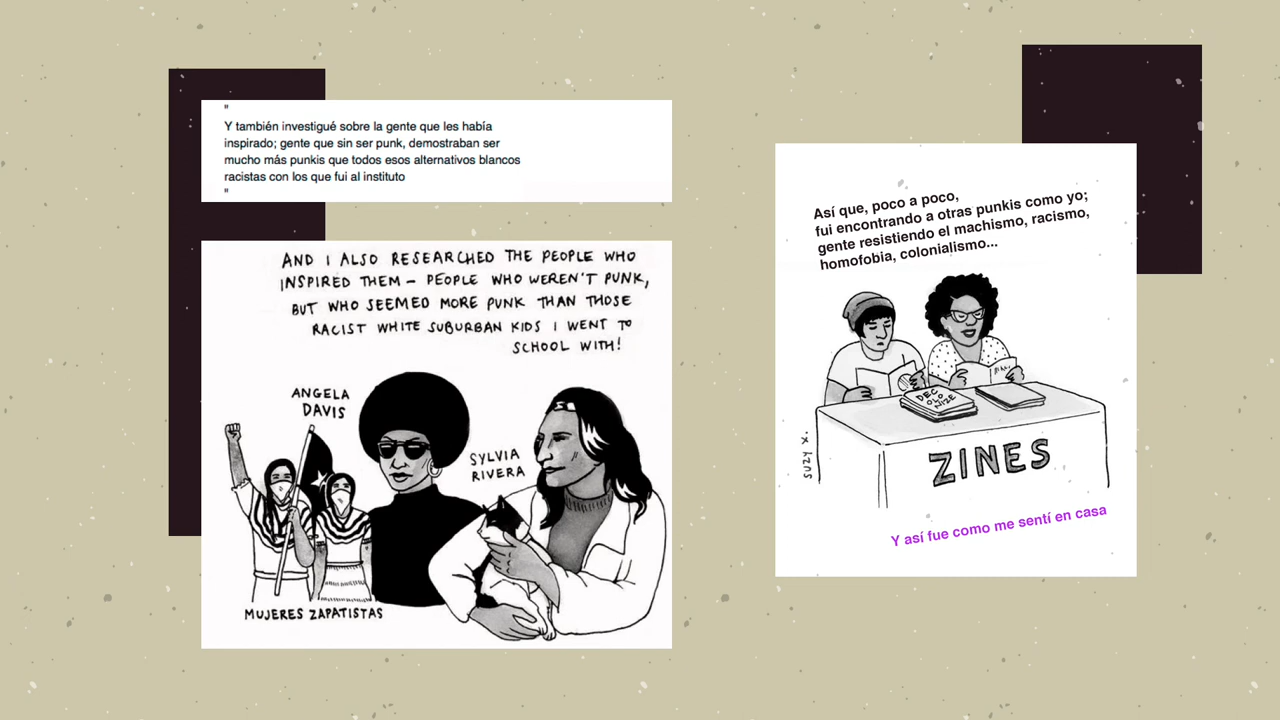 "
Y también investigué sobre la gente que les había
inspirado; gente que sin ser punk, demostraban ser
mucho más punkis que todos esos alternativos blancos
racistas con los que fui al instituto
"
AND I ALSO RESEARCHED THE PEOPLE WHO
INSPIRED THEM – PEOPLE WHO WEREN'T PUNK,
BUT WHO SEEMED MORE PUNK THAN THOSE
RACIST WHITE SUBURBAN KIDS I WENT TO
SCHOOL WITH!
ANGELA
DAVIS
SYLVIA
RIVERA
MUJERES ZAPATISTAS
Así que, poco a poco,
fui encontrando a otras punkis como yo;
gente resistiendo el machismo, racismo,
homofobia, colonialismo...
DEC
OLO
NIZE
ZINES
SUZY X.
Y así fue como me sentí en casa